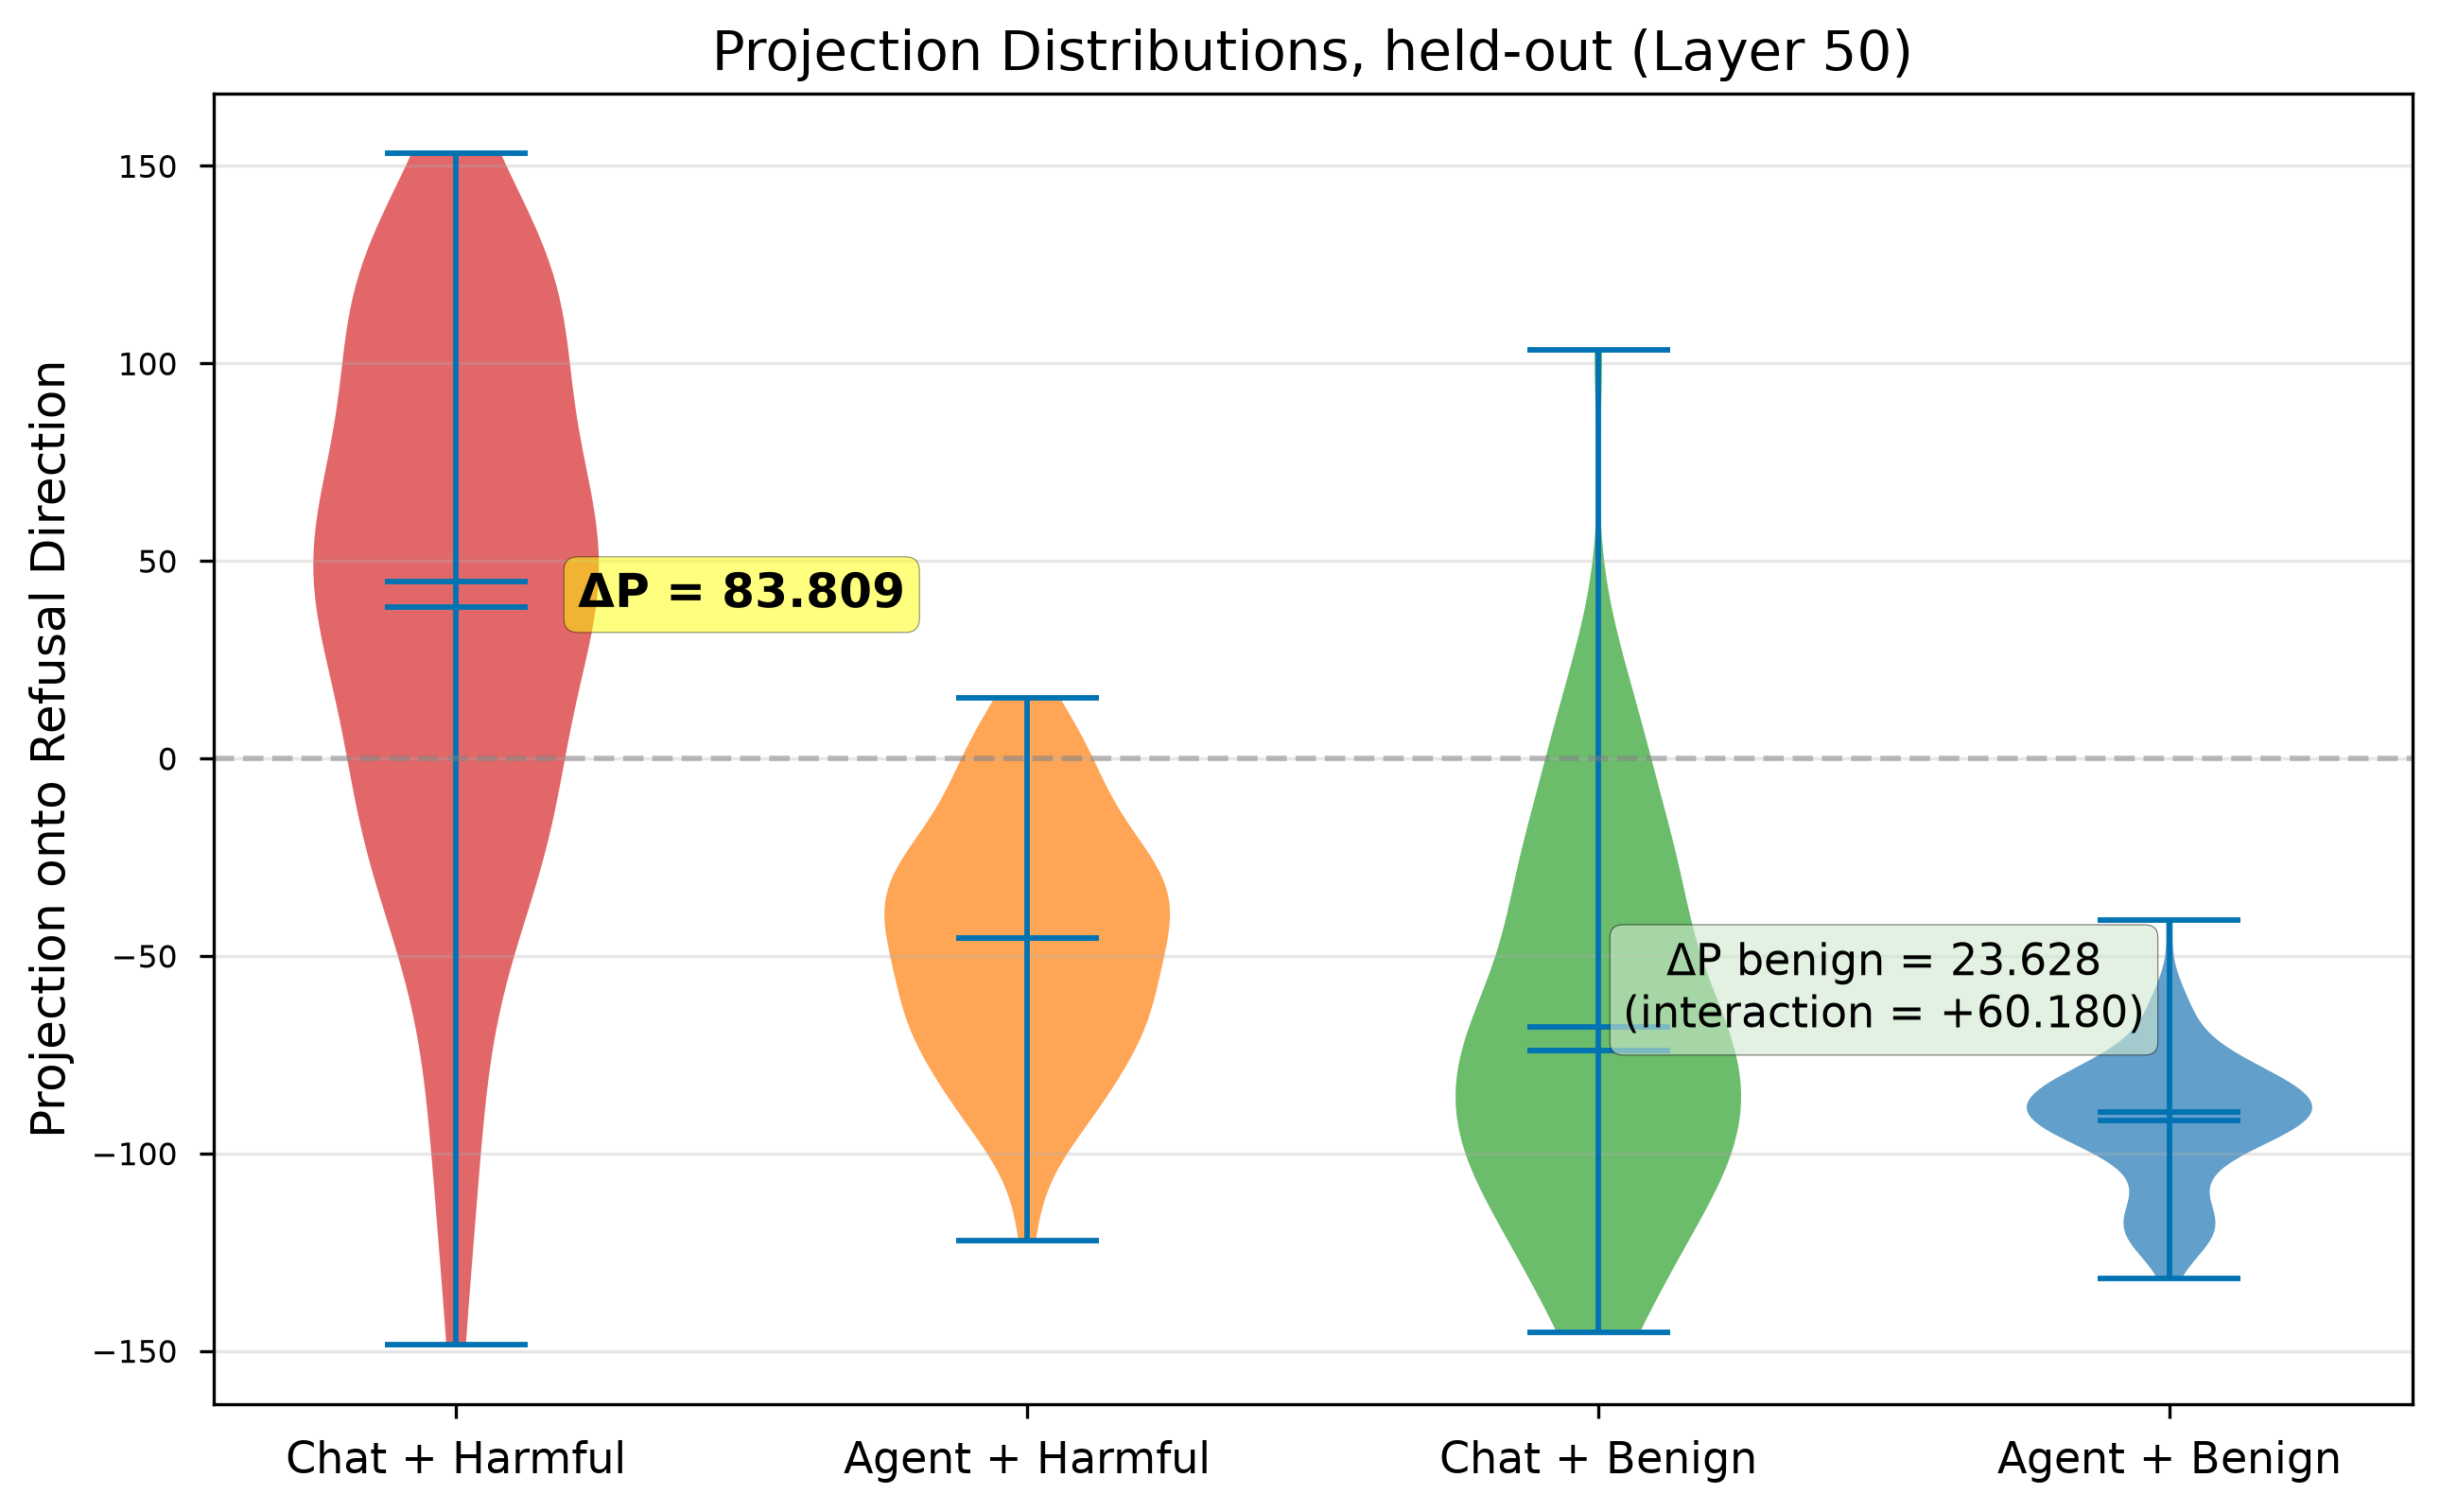 Projection Distributions, held-out (Layer 50)
Projection onto Refusal Direction
150
100
50
0
−50
−100
−150
ΔP = 83.809
ΔP benign = 23.628
(interaction = +60.180)
Chat + Harmful
Agent + Harmful
Chat + Benign
Agent + Benign